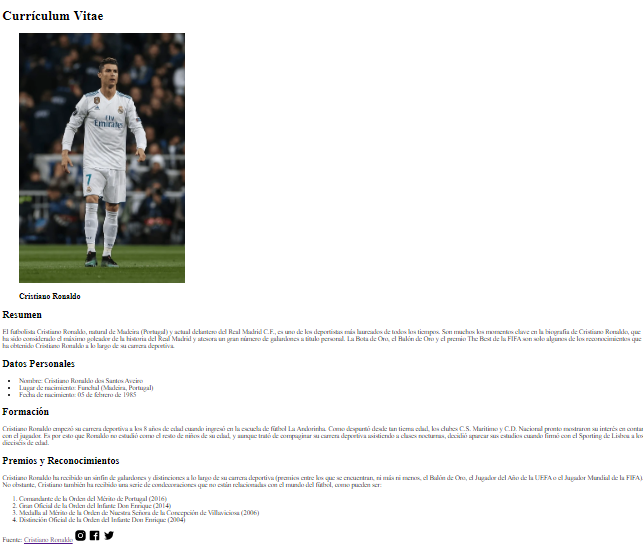 Currículum Vitae
Fly
Emirates
7
Cristiano Ronaldo
Resumen
El futbolista Cristiano Ronaldo, natural de Madeira (Portugal) y actual delantero del Real Madrid C.F., es uno de los deportistas más laureados de todos los tiempos. Son muchos los momentos clave en la biografía de Cristiano Ronaldo, que
ha sido considerado el máximo goleador de la historia del Real Madrid y atesora un gran número de galardones a título personal. La Bota de Oro, el Balón de Oro y el premio The Best de la FIFA son solo algunos de los reconocimientos que
ha obtenido Cristiano Ronaldo a lo largo de su carrera deportiva.
Datos Personales
• Nombre: Cristiano Ronaldo dos Santos Aveiro
• Lugar de nacimiento: Funchal (Madeira, Portugal)
• Fecha de nacimiento: 05 de febrero de 1985
Formación
Cristiano Ronaldo empezó su carrera deportiva a los 8 años de edad cuando ingresó en la escuela de fútbol La Andorinha. Como despuntó desde tan tierna edad, los clubes C.S. Marítimo y C.D. Nacional pronto mostraron su interés en contar
con el jugador. Es por esto que Ronaldo no estudió como el resto de niños de su edad, y aunque trató de compaginar su carrera deportiva asistiendo a clases nocturnas, decidió aparcar sus estudios cuando firmó con el Sporting de Lisboa a los
dieciséis de edad.
Premios y Reconocimientos
Cristiano Ronaldo ha recibido un sinfín de galardones y distinciones a lo largo de su carrera deportiva (premios entre los que se encuentran, ni más ni menos, el Balón de Oro, el Jugador del Año de la UEFA o el Jugador Mundial de la FIFA).
No obstante, Cristiano también ha recibido una serie de condecoraciones que no están relacionadas con el mundo del fútbol, como pueden ser:
1. Comandante de la Orden del Mérito de Portugal (2016)
2. Gran Oficial de la Orden del Infante Don Enrique (2014)
3. Medalla al Mérito de la Orden de Nuestra Señora de la Concepción de Villaviciosa (2006)
4. Distinción Oficial de la Orden del Infante Don Enrique (2004)
Fuente: Cristiano Ronaldo